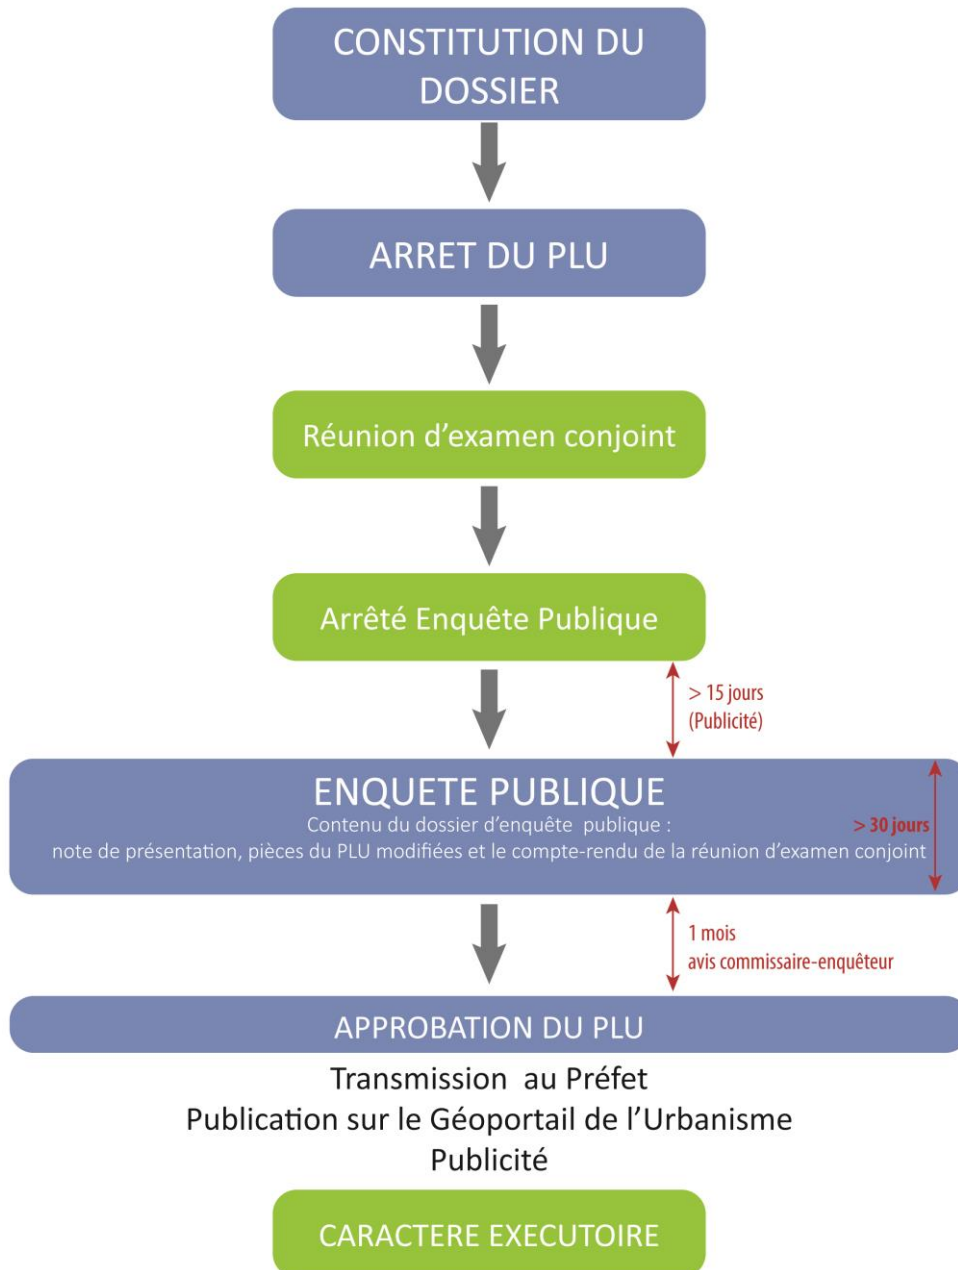 CONSTITUTION DU
DOSSIER
ARRET DU PLU
Réunion d’examen conjoint
Arrêté Enquête Publique
> 15 jours
(Publicité)
ENQUETE PUBLIQUE
Contenu du dossier d’enquête  publique :
> 30 jours
note de présentation, pièces du PLU modifiées et le compte-rendu de la réunion d’examen conjoint
1 mois
avis commissaire-enquêteur
APPROBATION DU PLU
Transmission  au Préfet
Publication sur le Géoportail de l’Urbanisme
Publicité
CARACTERE EXECUTOIRE